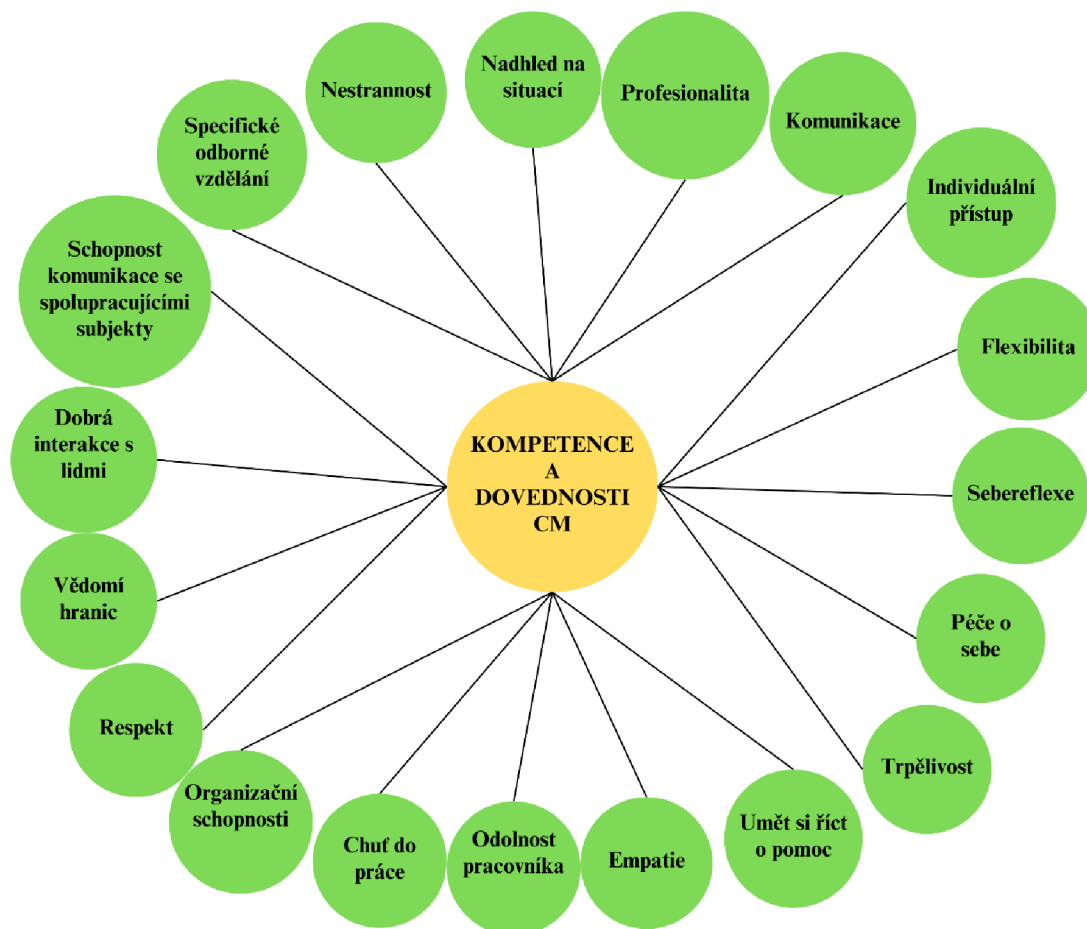 Nadhled na
situací
Nestrannost
Profesionalita
Komunikace
Specifické
odborné
vzdělání
Individuální
přístup
Schopnost
komunikace se
spolupracujícími
subjekty
Flexibilita
Dobrá
interakce s
lidmi
KOMPETENCE
A
DOVEDNOSTI
CM
Sebereflexe
Vědomí
hranic
Péče o
sebe
Respekt
Trpělivost
Organizační
schopnosti
Chuť do
práce
Odolnost
pracovníka
Empatie
Umět si říct
o pomoc